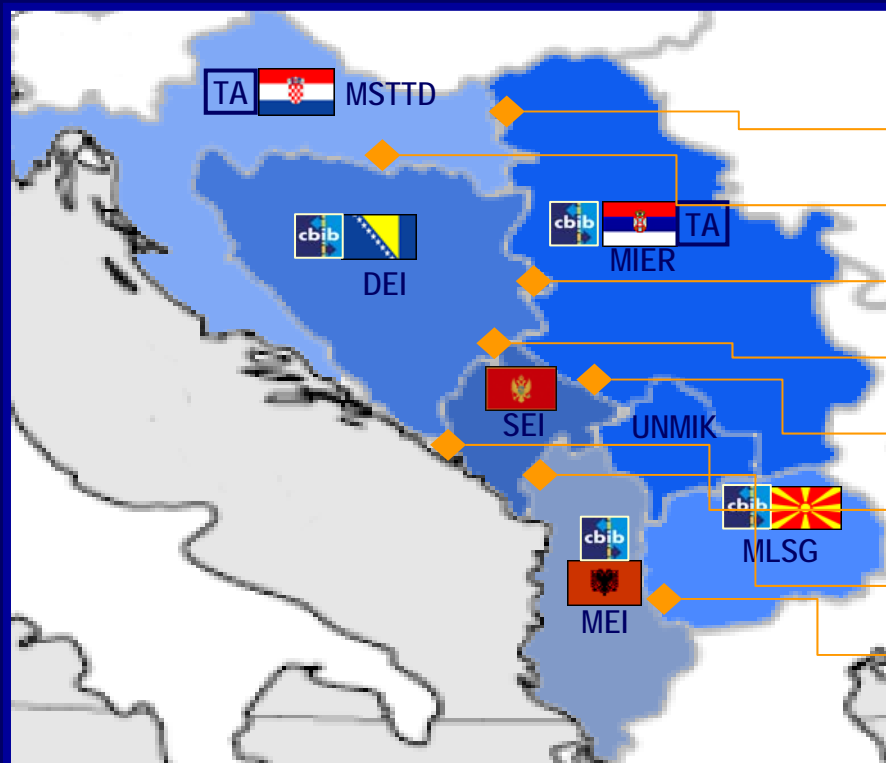 TA MSTTD
cbib
DEI
cbib TA
MIER
SEI
UNMIK
cbib
MLSG
cbib
MEI